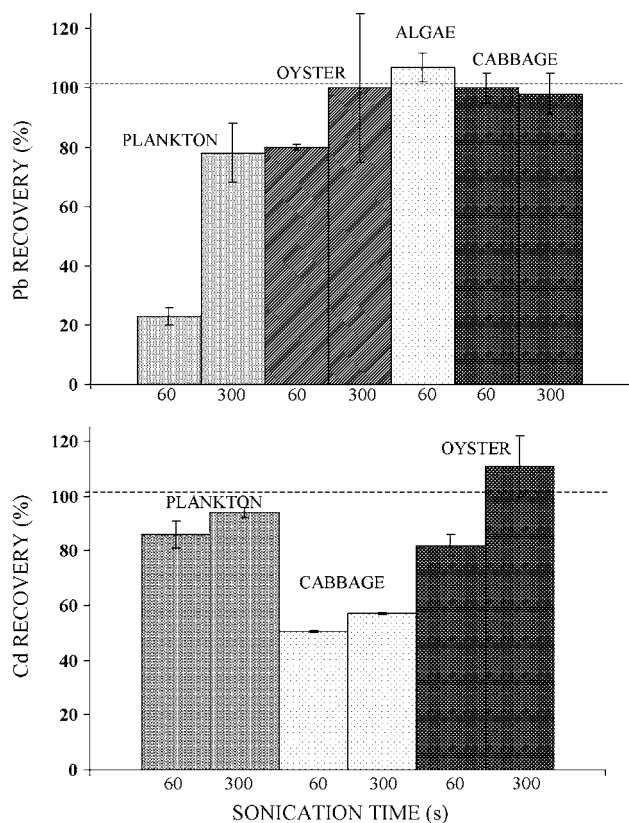 120
100
80
60
40
20
0
Pb RECOVERY (%)
ALGAE
CABBAGE
OYSTER
PLANKTON
60 300 60 300 60 60 300
120
100
80
60
40
20
0
Cd RECOVERY (%)
OYSTER
PLANKTON
CABBAGE
60 300 60 300 60 300
SONICATION TIME (s)